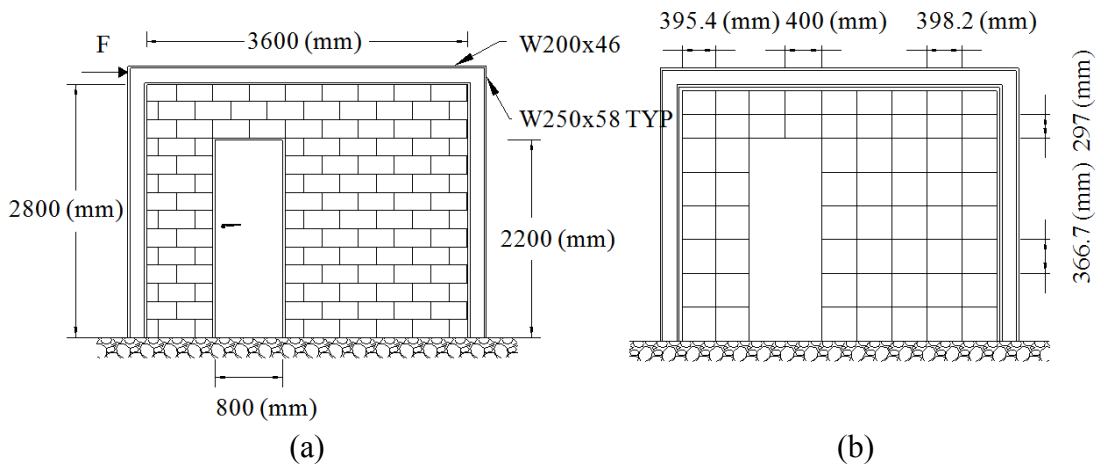 F
3600 (mm)
W200x46
W250x58 TYP
2800 (mm)
2200 (mm)
800 (mm)
(a)
395.4 (mm)
400 (mm)
398.2 (mm)
297 (mm)
366.7 (mm)
(b)